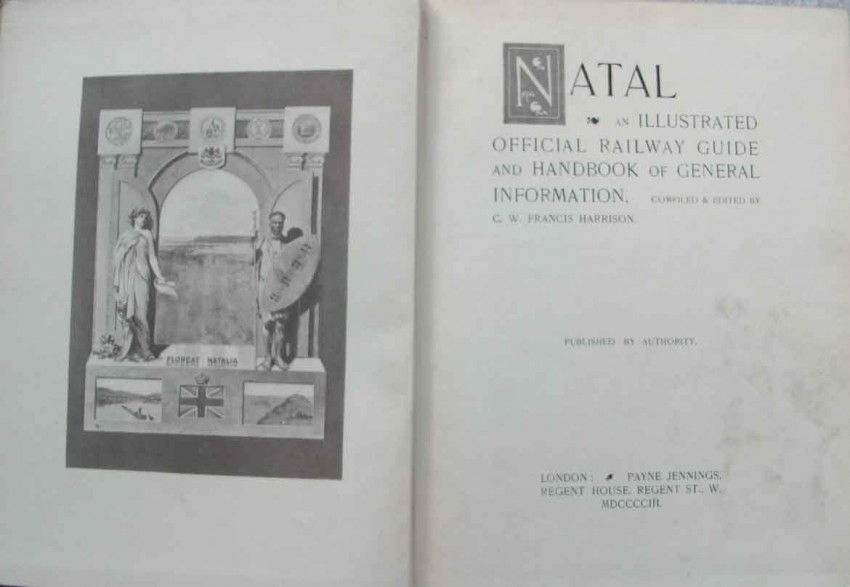 FLOREAT NATALIA
NATAL
AN ILLUSTRATED
OFFICIAL RAILWAY GUIDE
AND HANDBOOK OF GENERAL
INFORMATION. COMPILED & EDITED BY
C. W. FRANCIS HARRISON.
PUBLISHED BY AUTHORITY.
LONDON: PAYNE JENNINGS,
REGENT HOUSE, REGENT ST., W.
MDCCCCIII.